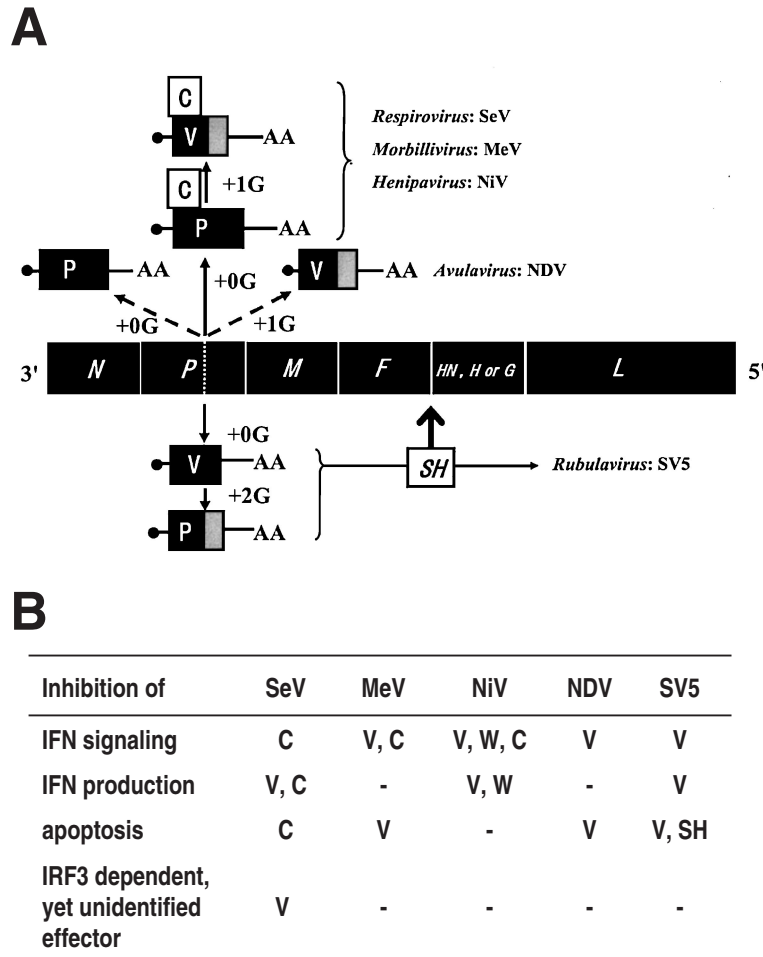 A
C
V
AA
Respirovirus: SeV
Morbillivirus: MeV
Henipavirus: NiV
C
+1G
P
AA
P
AA
+0G
V
AA
Avulavirus: NDV
+0G
+1G
3'
N
P
M
F
HN, H or G
L
5'
+0G
V
AA
SH
Rubulavirus: SV5
+2G
P
AA
B
Inhibition of SeV MeV NiV NDV SV5
IFN signaling C V, C V, W, C V V
IFN production V, C - V, W - V
apoptosis C V - V V, SH
IRF3 dependent,
yet unidentified V - - - -
effector